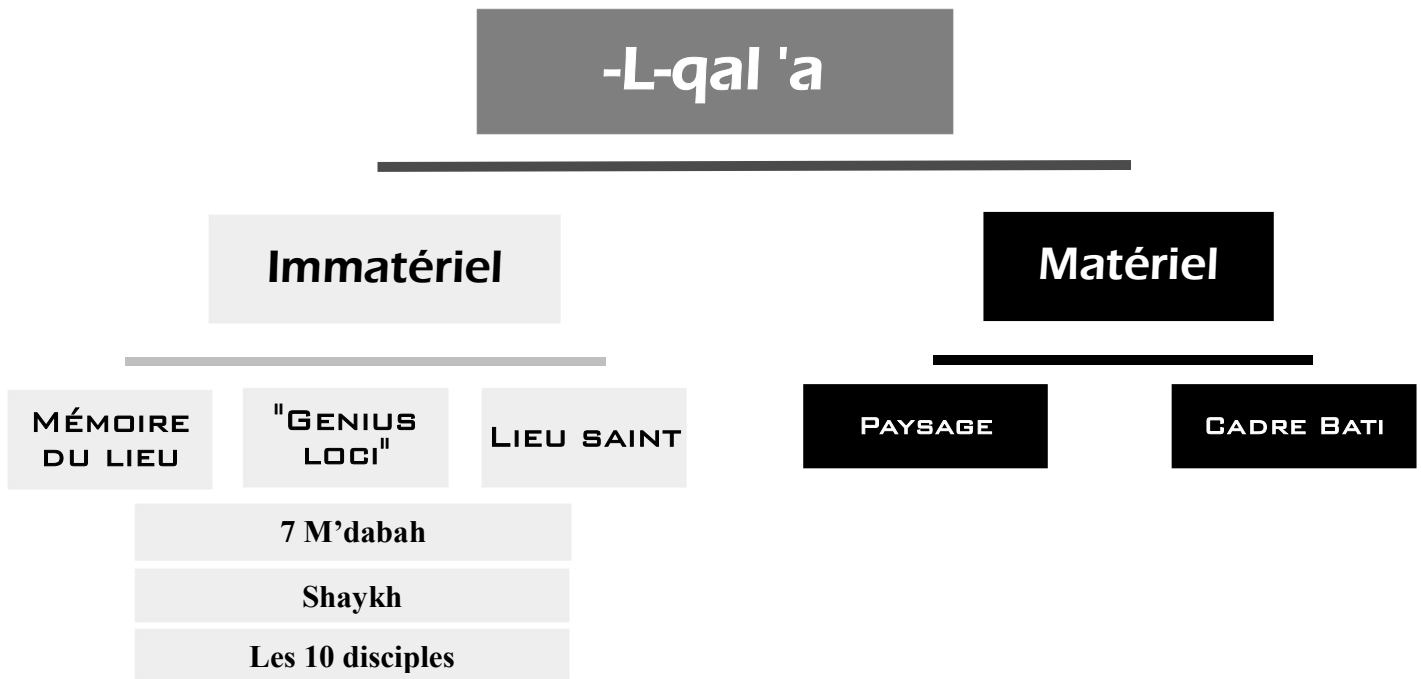 -L-qal 'a
Immatériel
Matériel
MÉMOIRE
DU LIEU
"GENIUS
LOCI"
LIEU SAINT
PAYSAGE
CADRE BATI
7 M’dabah
Shaykh
Les 10 disciples